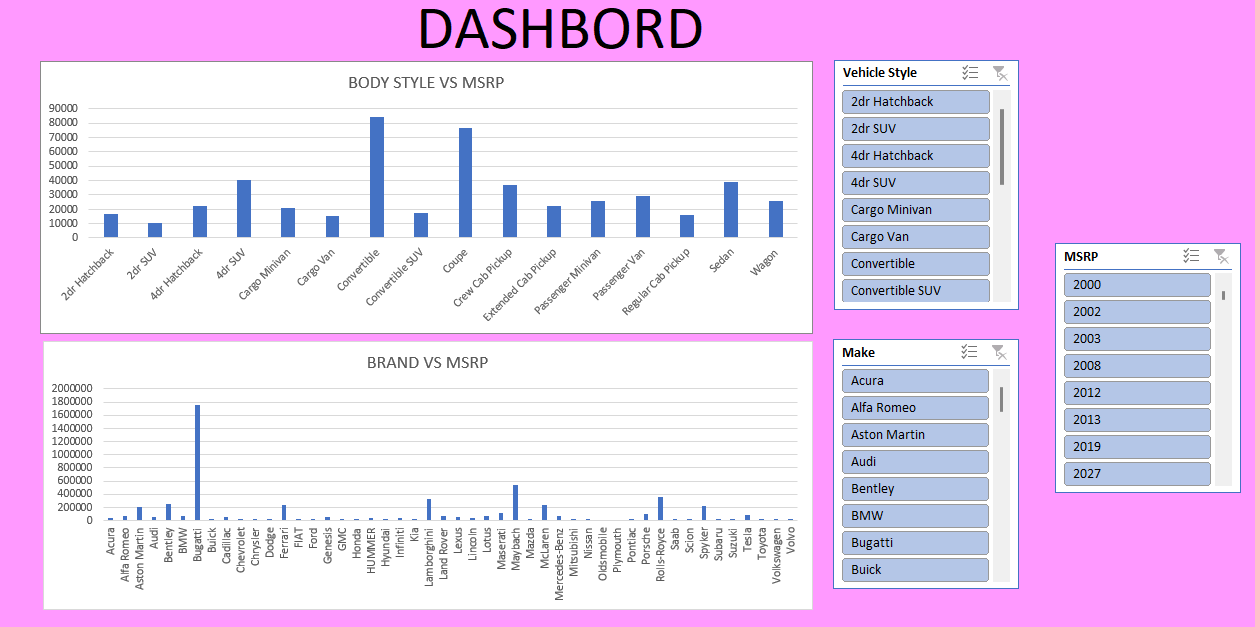 DASHBORD
BODY STYLE VS MSRP
90000
80000
70000
60000
50000
40000
30000
20000
10000
0
2dr Hatchback
2dr SUV
4dr Hatchback
4dr SUV
Cargo Minivan
Cargo Van
Convertible
Convertible SUV
Coupe
Crew Cab Pickup
Extended Cab Pickup
Passenger Minivan
Passenger Van
Regular Cab Pickup
Sedan
Wagon
Vehicle Style
2dr Hatchback
2dr SUV
4dr Hatchback
4dr SUV
Cargo Minivan
Cargo Van
Convertible
Convertible SUV
BRAND VS MSRP
2000000
1800000
1600000
1400000
1200000
1000000
800000
600000
400000
200000
0
Acura
Alfa Romeo
Aston Martin
Audi
Bentley
BMW
Bugatti
Buick
Cadillac
Chevrolet
Chrysler
Dodge
Ferrari
FIAT
Ford
Genesis
GMC
Honda
HUMMER
Hyundai
Infiniti
Kia
Lamborghini
Land Rover
Lexus
Lincoln
Lotus
Maserati
Maybach
Mazda
McLaren
Mercedes-Benz
Mitsubishi
Nissan
Oldsmobile
Plymouth
Pontiac
Porsche
Rolls-Royce
Saab
Scion
Spyker
Subaru
Suzuki
Tesla
Toyota
Volkswagen
Volvo
Make
Acura
Alfa Romeo
Aston Martin
Audi
Bentley
BMW
Bugatti
Buick
MSRP
2000
2002
2003
2008
2012
2013
2019
2027